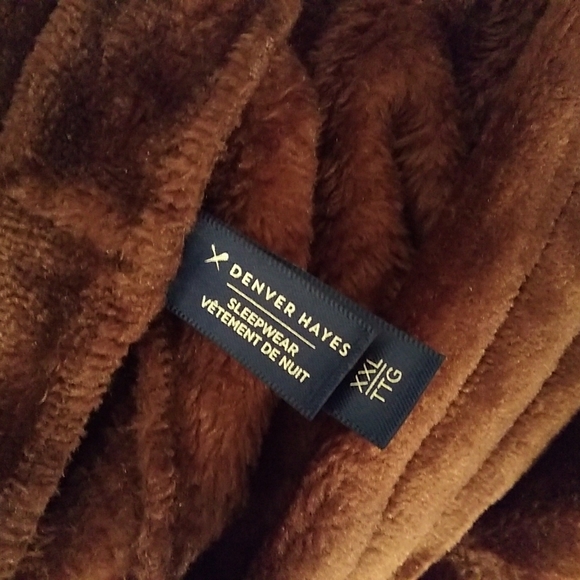 DENVER HAYES
SLEEPWEAR
VÊTEMENT DE NUIT
XXL
TTG